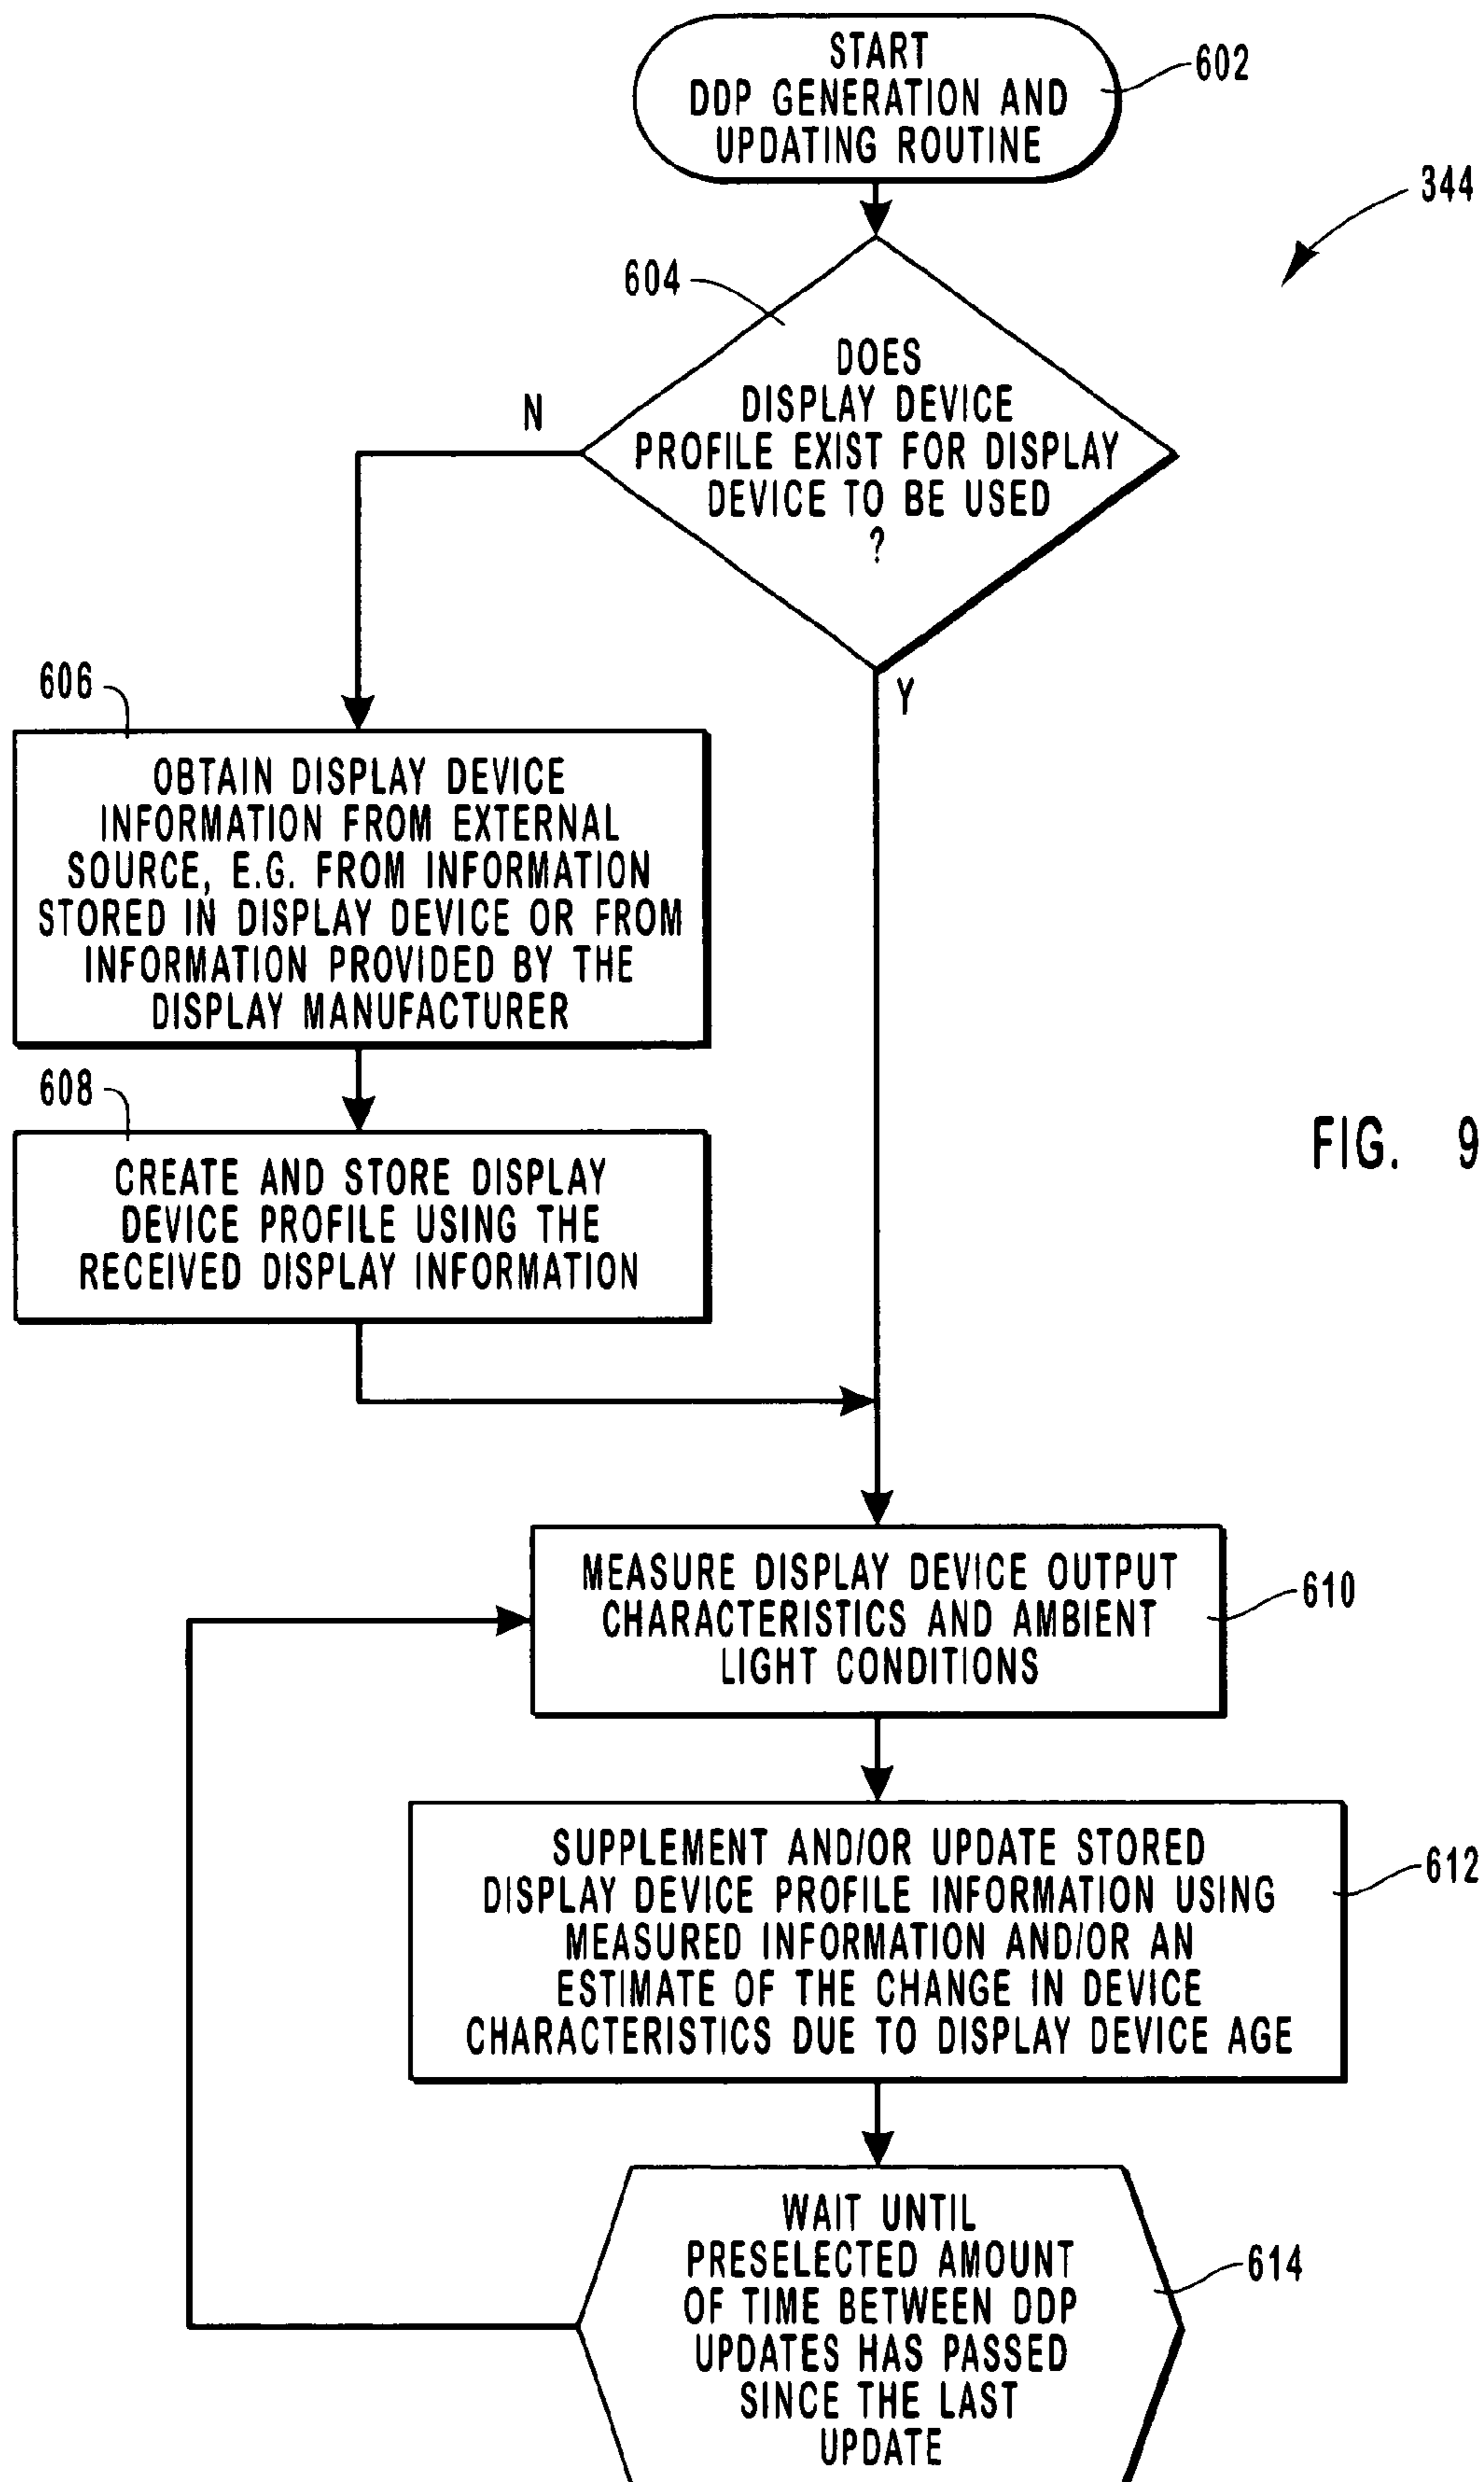 START
DDP GENERATION AND
UPDATING ROUTINE
602
344
604
DOES
DISPLAY DEVICE
PROFILE EXIST FOR DISPLAY
DEVICE TO BE USED
?
N
Y
606
OBTAIN DISPLAY DEVICE
INFORMATION FROM EXTERNAL
SOURCE, E.G. FROM INFORMATION
STORED IN DISPLAY DEVICE OR FROM
INFORMATION PROVIDED BY THE
DISPLAY MANUFACTURER
608
CREATE AND STORE DISPLAY
DEVICE PROFILE USING THE
RECEIVED DISPLAY INFORMATION
FIG. 9
MEASURE DISPLAY DEVICE OUTPUT
CHARACTERISTICS AND AMBIENT
LIGHT CONDITIONS
610
SUPPLEMENT AND/OR UPDATE STORED
DISPLAY DEVICE PROFILE INFORMATION USING
MEASURED INFORMATION AND/OR AN
ESTIMATE OF THE CHANGE IN DEVICE
CHARACTERISTICS DUE TO DISPLAY DEVICE AGE
612
WAIT UNTIL
PRESELECTED AMOUNT
OF TIME BETWEEN DDP
UPDATES HAS PASSED
SINCE THE LAST
UPDATE
614